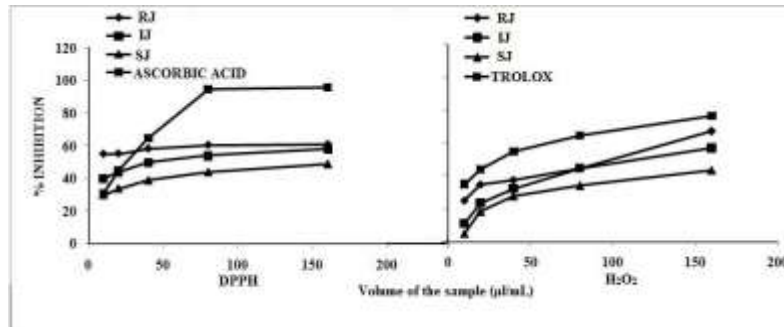 RJ
IJ
SJ
ASCORBIC ACID
% INHIBITION
120
100
80
60
40
20
0
0 50 100 150 200
DPPH
RJ
IJ
SJ
TROLOX
0 50 100 150 200
H₂O₂
Volume of the sample (µl/mL)